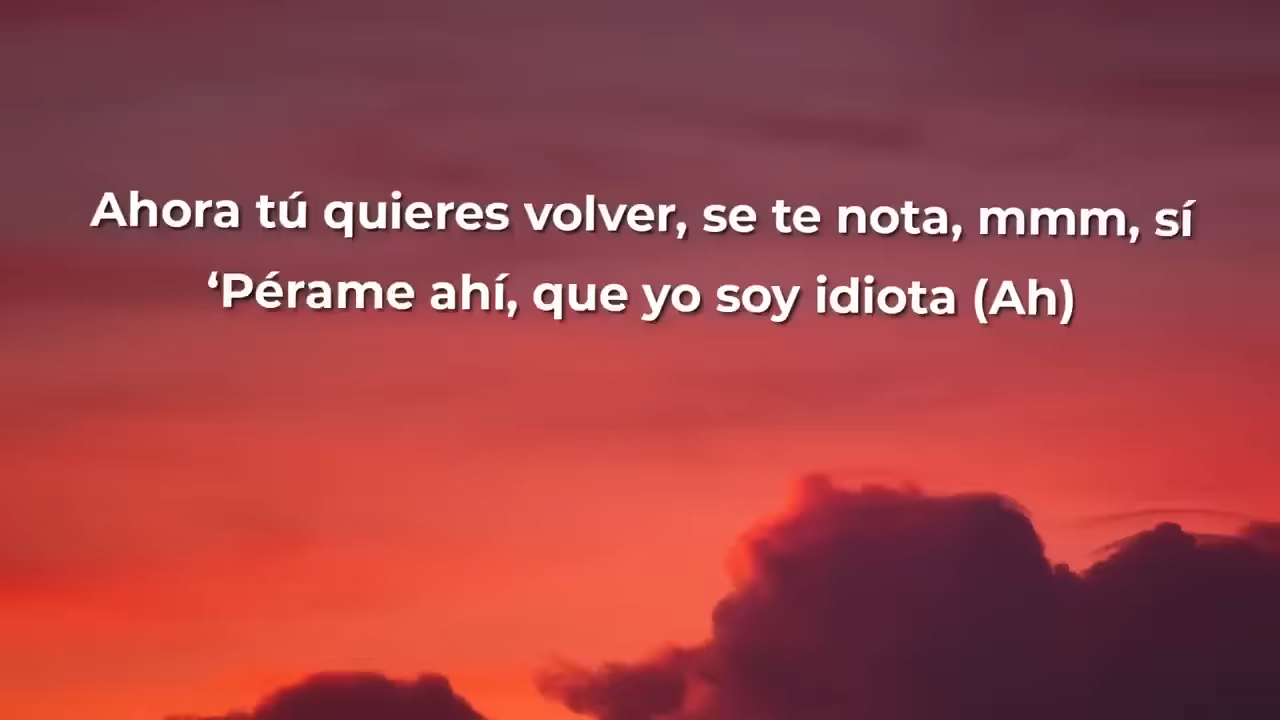 Ahora tú quieres volver, se te nota, mmm, sí
‘Pérame ahí, que yo soy idiota (Ah)